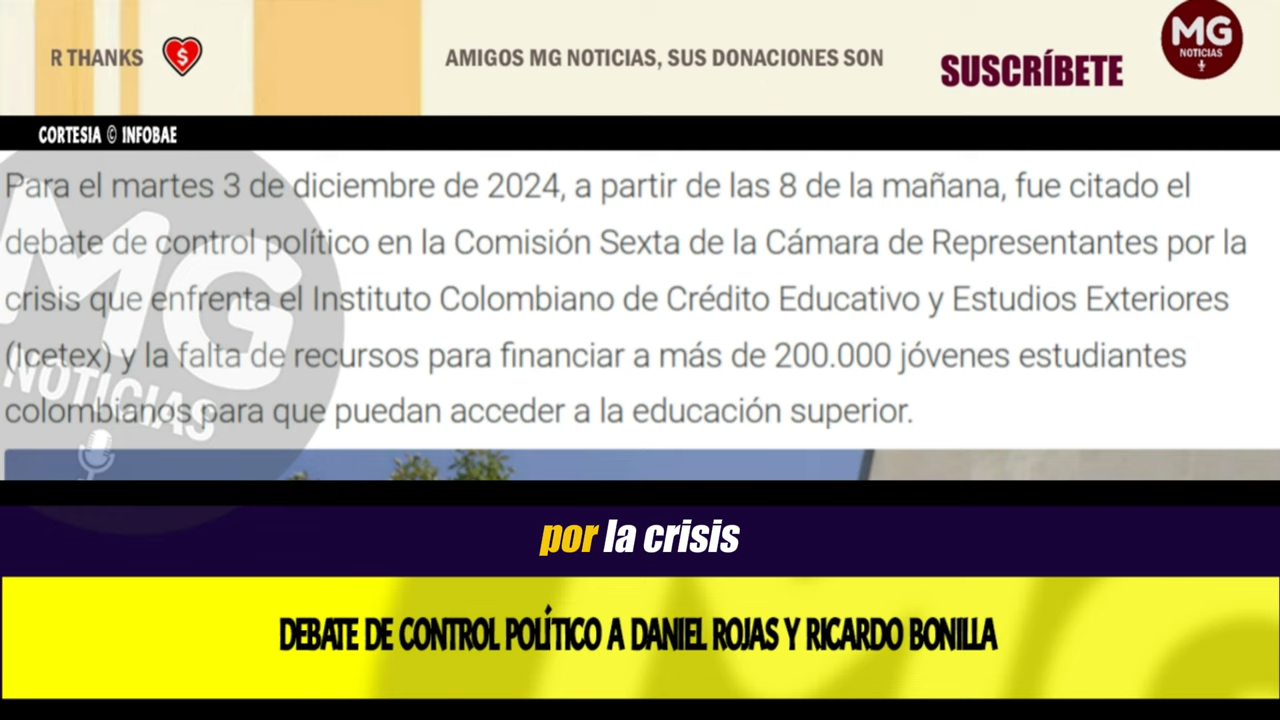 R THANKS
AMIGOS MG NOTICIAS, SUS DONACIONES SON
SUSCRÍBETE
MG
NOTICIAS
CORTESIA © INFOBAE
Para el martes 3 de diciembre de 2024, a partir de las 8 de la mañana, fue citado el
debate de control político en la Comisión Sexta de la Cámara de Representantes por la
crisis que enfrenta el Instituto Colombiano de Crédito Educativo y Estudios Exteriores
(Icetex) y la falta de recursos para financiar a más de 200.000 jóvenes estudiantes
colombianos para que puedan acceder a la educación superior.
MG
NOTICIAS
por la crisis
DEBATE DE CONTROL POLÍTICO A DANIEL ROJAS Y RICARDO BONILLA